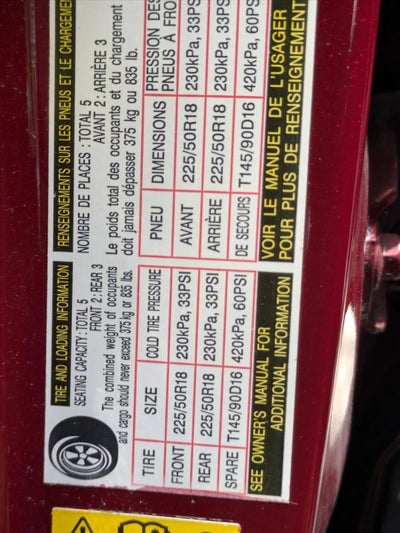 TIRE AND LOADING INFORMATION
SEATING CAPACITY: TOTAL 5
FRONT 2: REAR 3
The combined weight of occupants
and cargo should never exceed 375 kg or 835 lbs.
TIRE SIZE COLD TIRE PRESSURE
FRONT 225/50R18 230kPa, 33PSI
REAR 225/50R18 230kPa, 33PSI
SPARE T145/90D16 420kPa, 60PSI
SEE OWNER'S MANUAL FOR
ADDITIONAL INFORMATION
RENSEIGNEMENTS SUR LES PNEUS ET LE CHARGEMEN
NOMBRE DE PLACES : TOTAL 5
AVANT 2: ARRIÈRE 3
Le poids total des occupants et du chargement
doit jamais dépasser 375 kg ou 835 lb.
PNEU DIMENSIONS PRESSION DES
PNEUS À FRO
AVANT 225/50R18 230kPa, 33PS
ARRIÈRE 225/50R18 230kPa, 33PS
DE SECOURS T145/90D16 420kPa, 60PS
VOIR LE MANUEL DE L'USAGER
POUR PLUS DE RENSEIGNEMENT